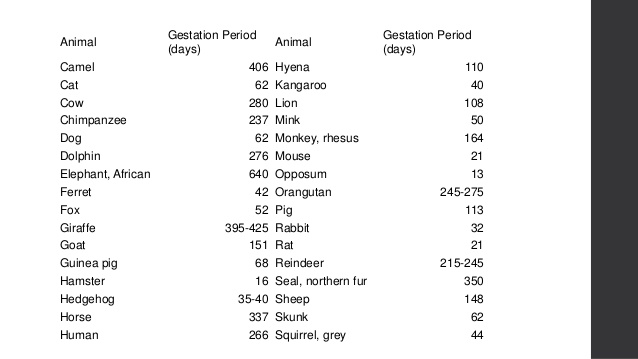 Animal Gestation Period (days) Animal Gestation Period (days)
Camel 406 Hyena 110
Cat 62 Kangaroo 40
Cow 280 Lion 108
Chimpanzee 237 Mink 50
Dog 62 Monkey, rhesus 164
Dolphin 276 Mouse 21
Elephant, African 640 Opposum 13
Ferret 42 Orangutan 245-275
Fox 52 Pig 113
Giraffe 395-425 Rabbit 32
Goat 151 Rat 21
Guinea pig 68 Reindeer 215-245
Hamster 16 Seal, northern fur 350
Hedgehog 35-40 Sheep 148
Horse 337 Skunk 62
Human 266 Squirrel, grey 44